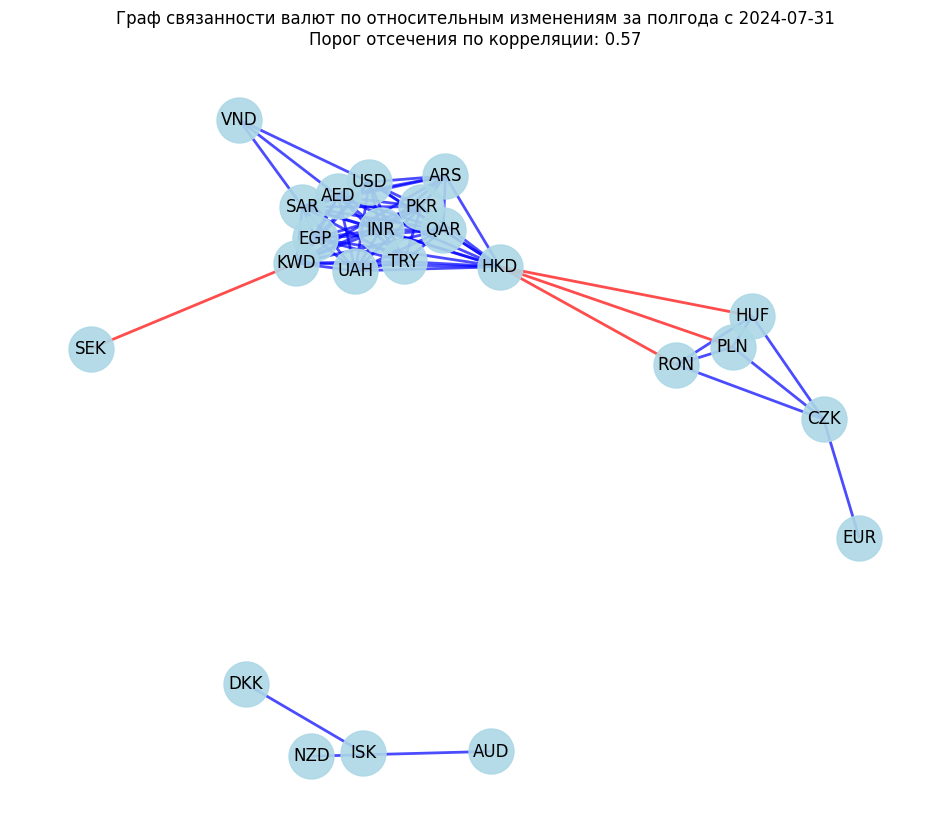 Граф связанности валют по относительным изменениям за полгода с 2024-07-31
Порог отсечения по корреляции: 0.57
VND
USD
ARS
AED
SAR
PKR
INR
QAR
EGP
KWD
UAH
TRY
HKD
HUF
SEK
PLN
RON
CZK
EUR
DKK
NZD
ISK
AUD